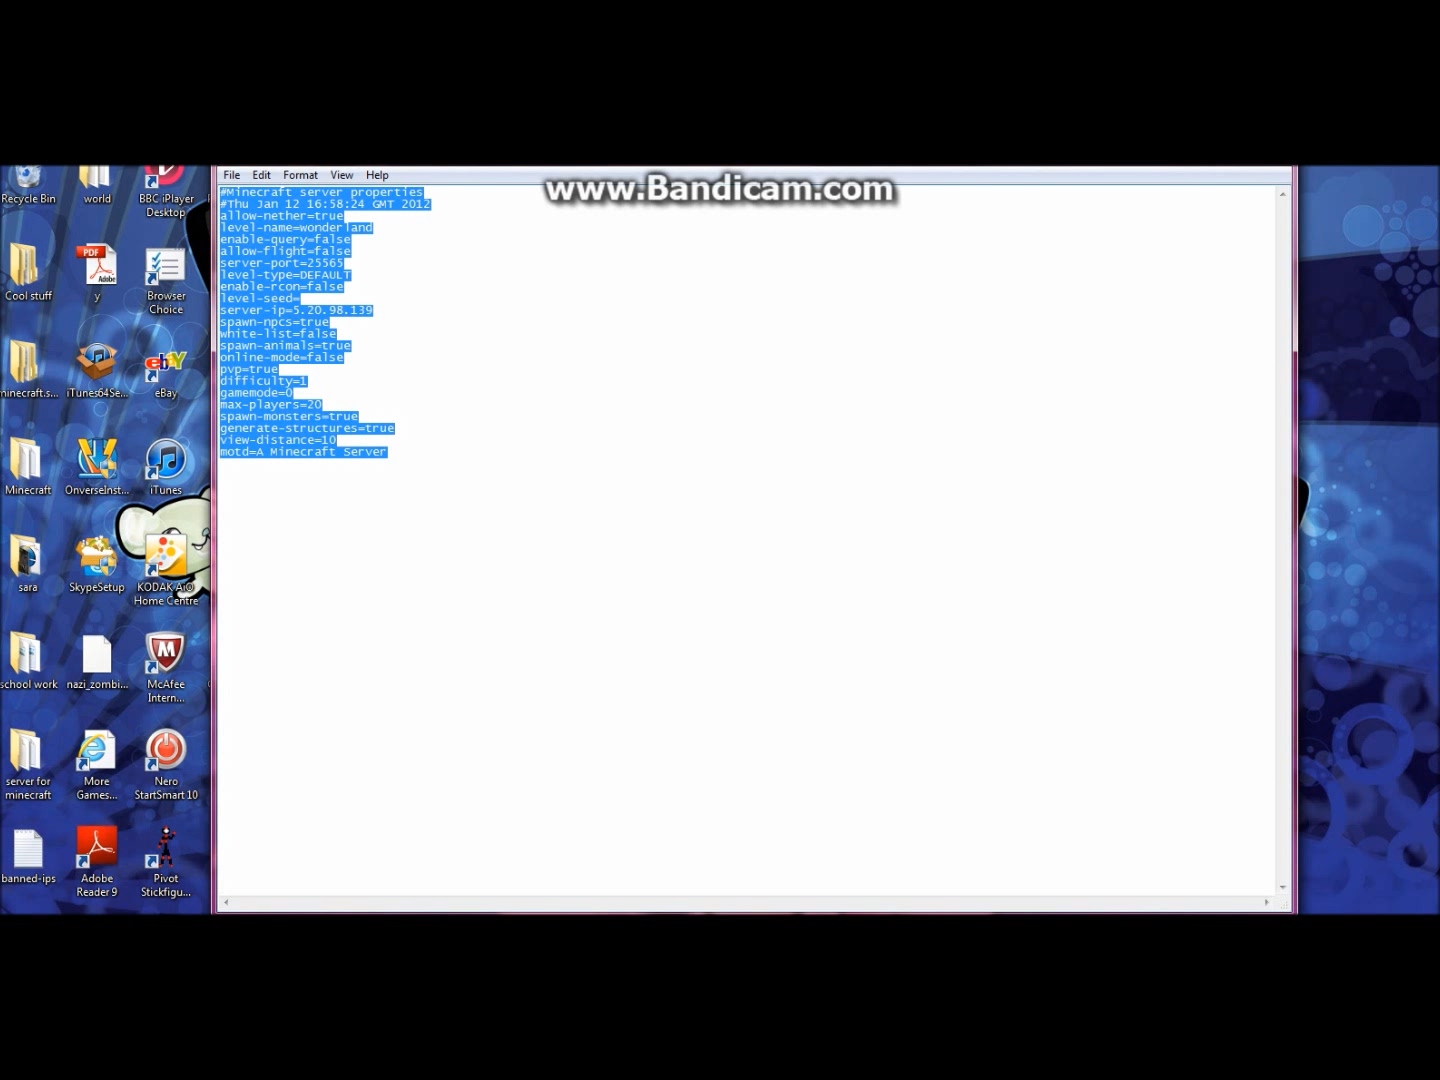 File Edit Format View Help
www.Bandicam.com
#Minecraft server properties
#Thu Jan 12 16:58:24 GMT 2012
allow-nether=true
level-name=wonderland
enable-query=false
allow-flight=false
server-port=25565
level-type=DEFAULT
enable-rcon=false
level-seed=
server-ip=5.20.98.139
spawn-npcs=true
white-list=false
spawn-animals=true
online-mode=false
pvp=true
difficulty=1
gamemode=0
max-players=20
spawn-monsters=true
generate-structures=true
view-distance=10
motd=A Minecraft Server
Recycle Bin
world
BBC iPlayer
Desktop
Cool stuff
PDF
Adobe
y
Browser
Choice
minecraft.s...
iTunes64Se...
ebY
eBay
Minecraft
OnverseInst...
iTunes
sara
SkypeSetup
KODAK AiO
Home Centre
school work
nazi_zombi...
M
McAfee
Intern...
server for
minecraft
More
Games...
Nero
StartSmart 10
banned-ips
Adobe
Reader 9
Pivot
Stickfigu...